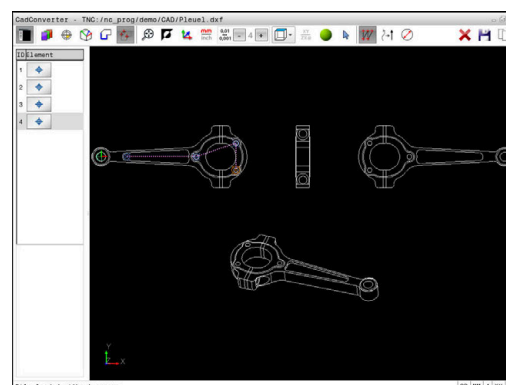 CadConverter - TNC:/nc_prog/demo/CAD/Pleuel.dxf
mm 0,01
inch 0,001 4
ID Element
1
2
3
4
Y
Z X